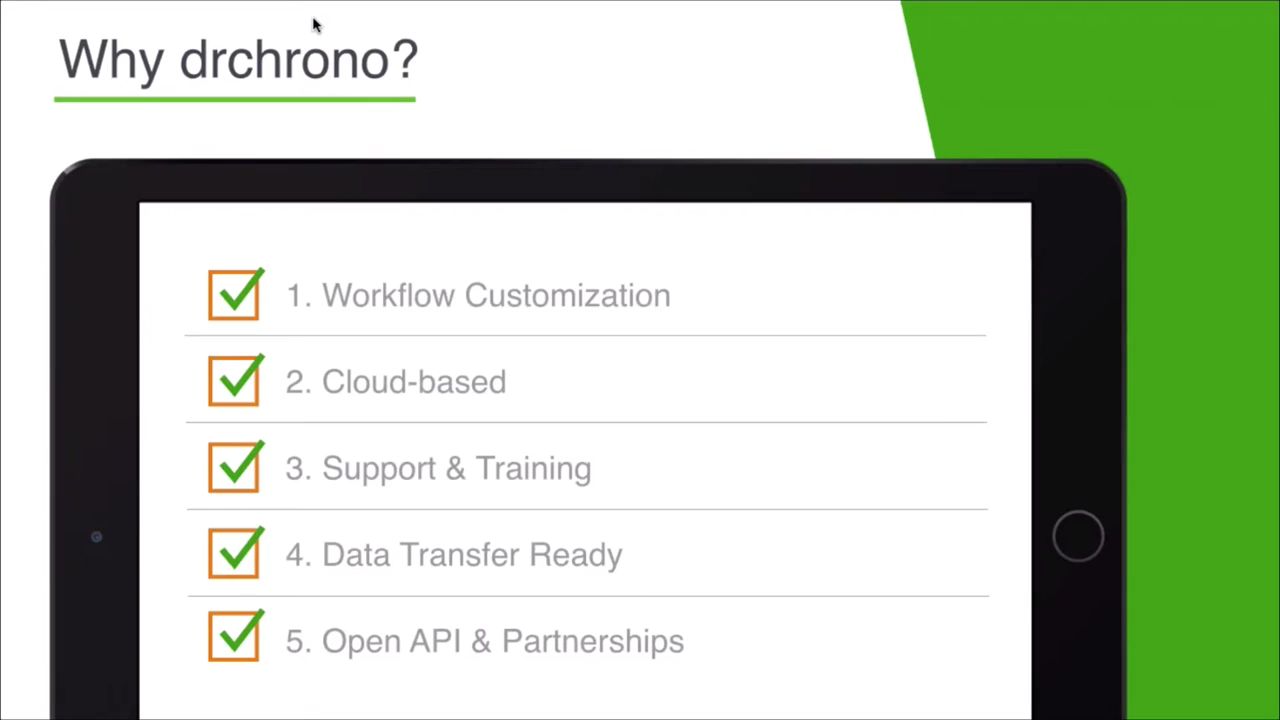 Why drchrono?
1. Workflow Customization
2. Cloud-based
3. Support & Training
4. Data Transfer Ready
5. Open API & Partnerships